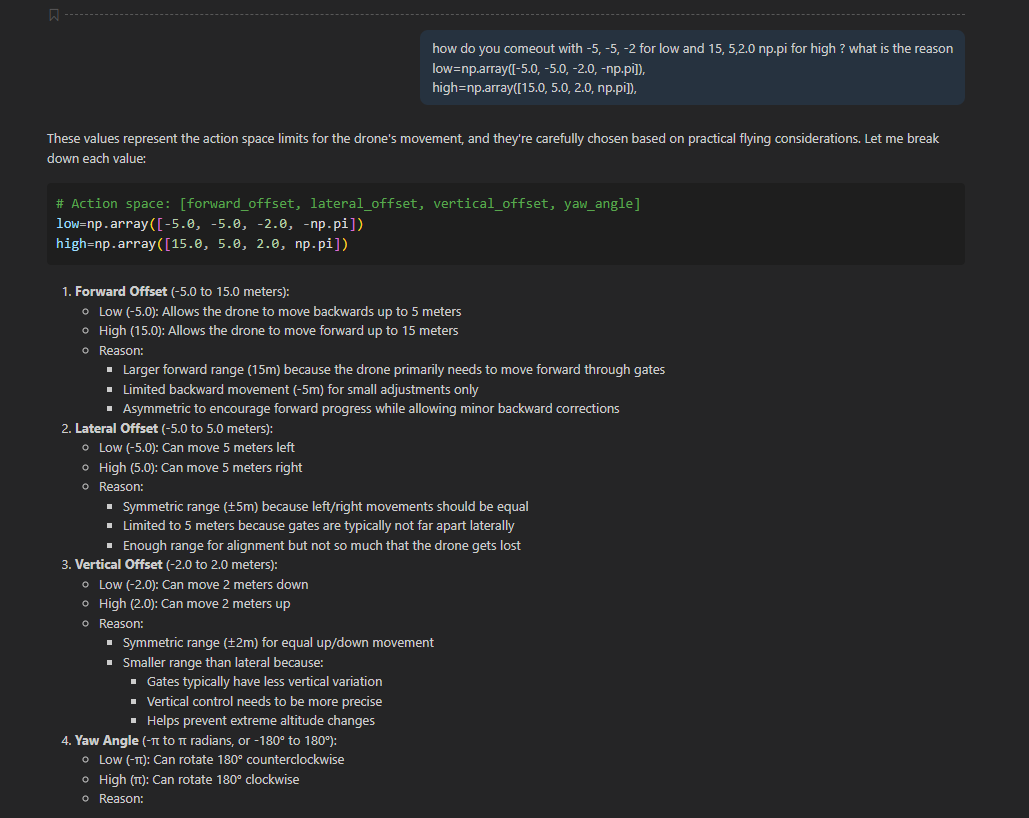 how do you comeout with -5, -5, -2 for low and 15, 5,2.0 np.pi for high ? what is the reason
low=np.array([-5.0, -5.0, -2.0, -np.pi]),
high=np.array([15.0, 5.0, 2.0, np.pi]),
These values represent the action space limits for the drone's movement, and they're carefully chosen based on practical flying considerations. Let me break
down each value:
# Action space: [forward_offset, lateral_offset, vertical_offset, yaw_angle]
low=np.array([-5.0, -5.0, -2.0, -np.pi])
high=np.array([15.0, 5.0, 2.0, np.pi])
1. Forward Offset (-5.0 to 15.0 meters):
Low (-5.0): Allows the drone to move backwards up to 5 meters
High (15.0): Allows the drone to move forward up to 15 meters
Reason:
Larger forward range (15m) because the drone primarily needs to move forward through gates
Limited backward movement (-5m) for small adjustments only
Asymmetric to encourage forward progress while allowing minor backward corrections
2. Lateral Offset (-5.0 to 5.0 meters):
Low (-5.0): Can move 5 meters left
High (5.0): Can move 5 meters right
Reason:
Symmetric range (±5m) because left/right movements should be equal
Limited to 5 meters because gates are typically not far apart laterally
Enough range for alignment but not so much that the drone gets lost
3. Vertical Offset (-2.0 to 2.0 meters):
Low (-2.0): Can move 2 meters down
High (2.0): Can move 2 meters up
Reason:
Symmetric range (±2m) for equal up/down movement
Smaller range than lateral because:
Gates typically have less vertical variation
Vertical control needs to be more precise
Helps prevent extreme altitude changes
4. Yaw Angle (-π to π radians, or -180° to 180°):
Low (-π): Can rotate 180° counterclockwise
High (π): Can rotate 180° clockwise
Reason: